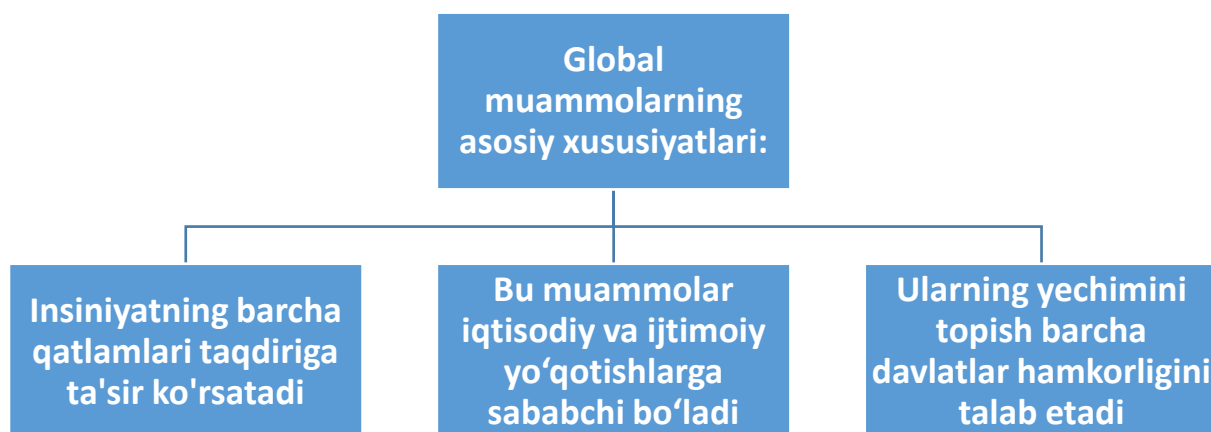 Global
muammolarning
asosiy xususiyatlari:
Insiniyatning barcha
qatlamlari taqdiriga
ta'sir ko'rsatadi
Bu muammolar
iqtisodiy va ijtimoiy
yo‘qotishlarga
sababchi bo‘ladi
Ularning yechimini
topish barcha
davlatlar hamkorligini
talab etadi